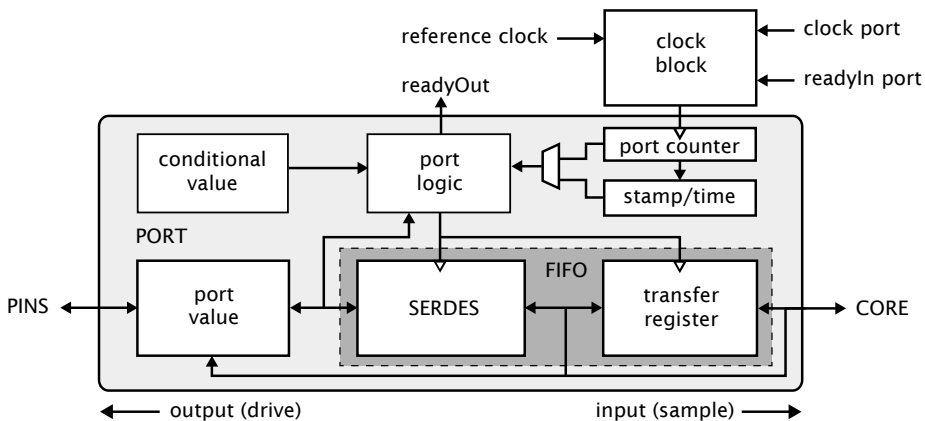 reference clock
clock
block
clock port
readyIn port
readyOut
conditional
value
port
logic
port counter
stamp/time
PORT
FIFO
PINS
port
value
SERDES
transfer
register
CORE
output (drive)
input (sample)